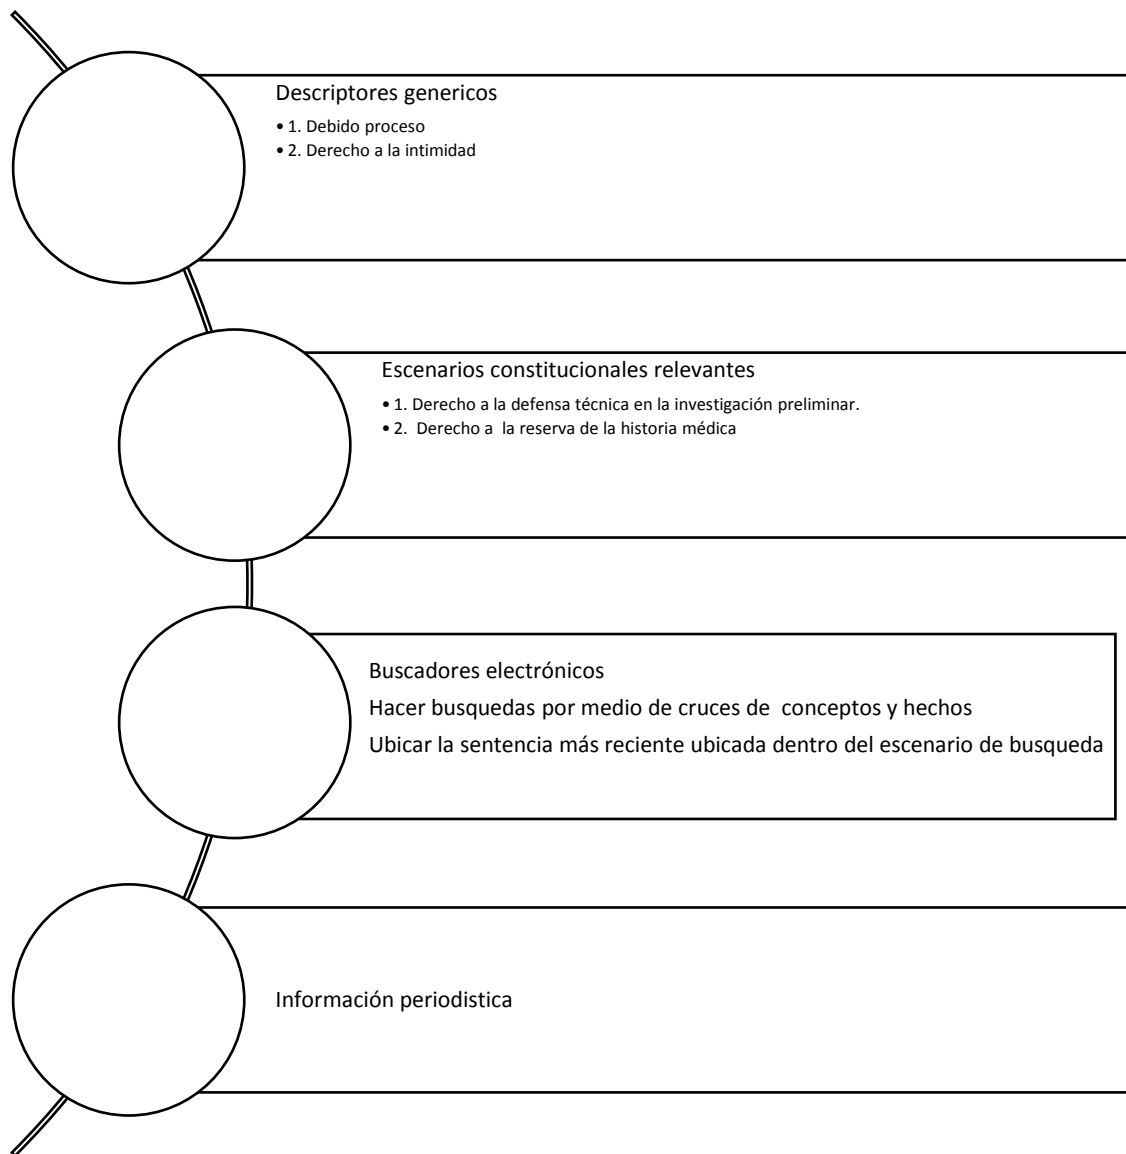 Descriptores genericos
• 1. Debido proceso
• 2. Derecho a la intimidad
Escenarios constitucionales relevantes
• 1. Derecho a la defensa técnica en la investigación preliminar.
• 2.  Derecho a  la reserva de la historia médica
Buscadores electrónicos
Hacer busquedas por medio de cruces de  conceptos y hechos
Ubicar la sentencia más reciente ubicada dentro del escenario de busqueda
Información periodistica